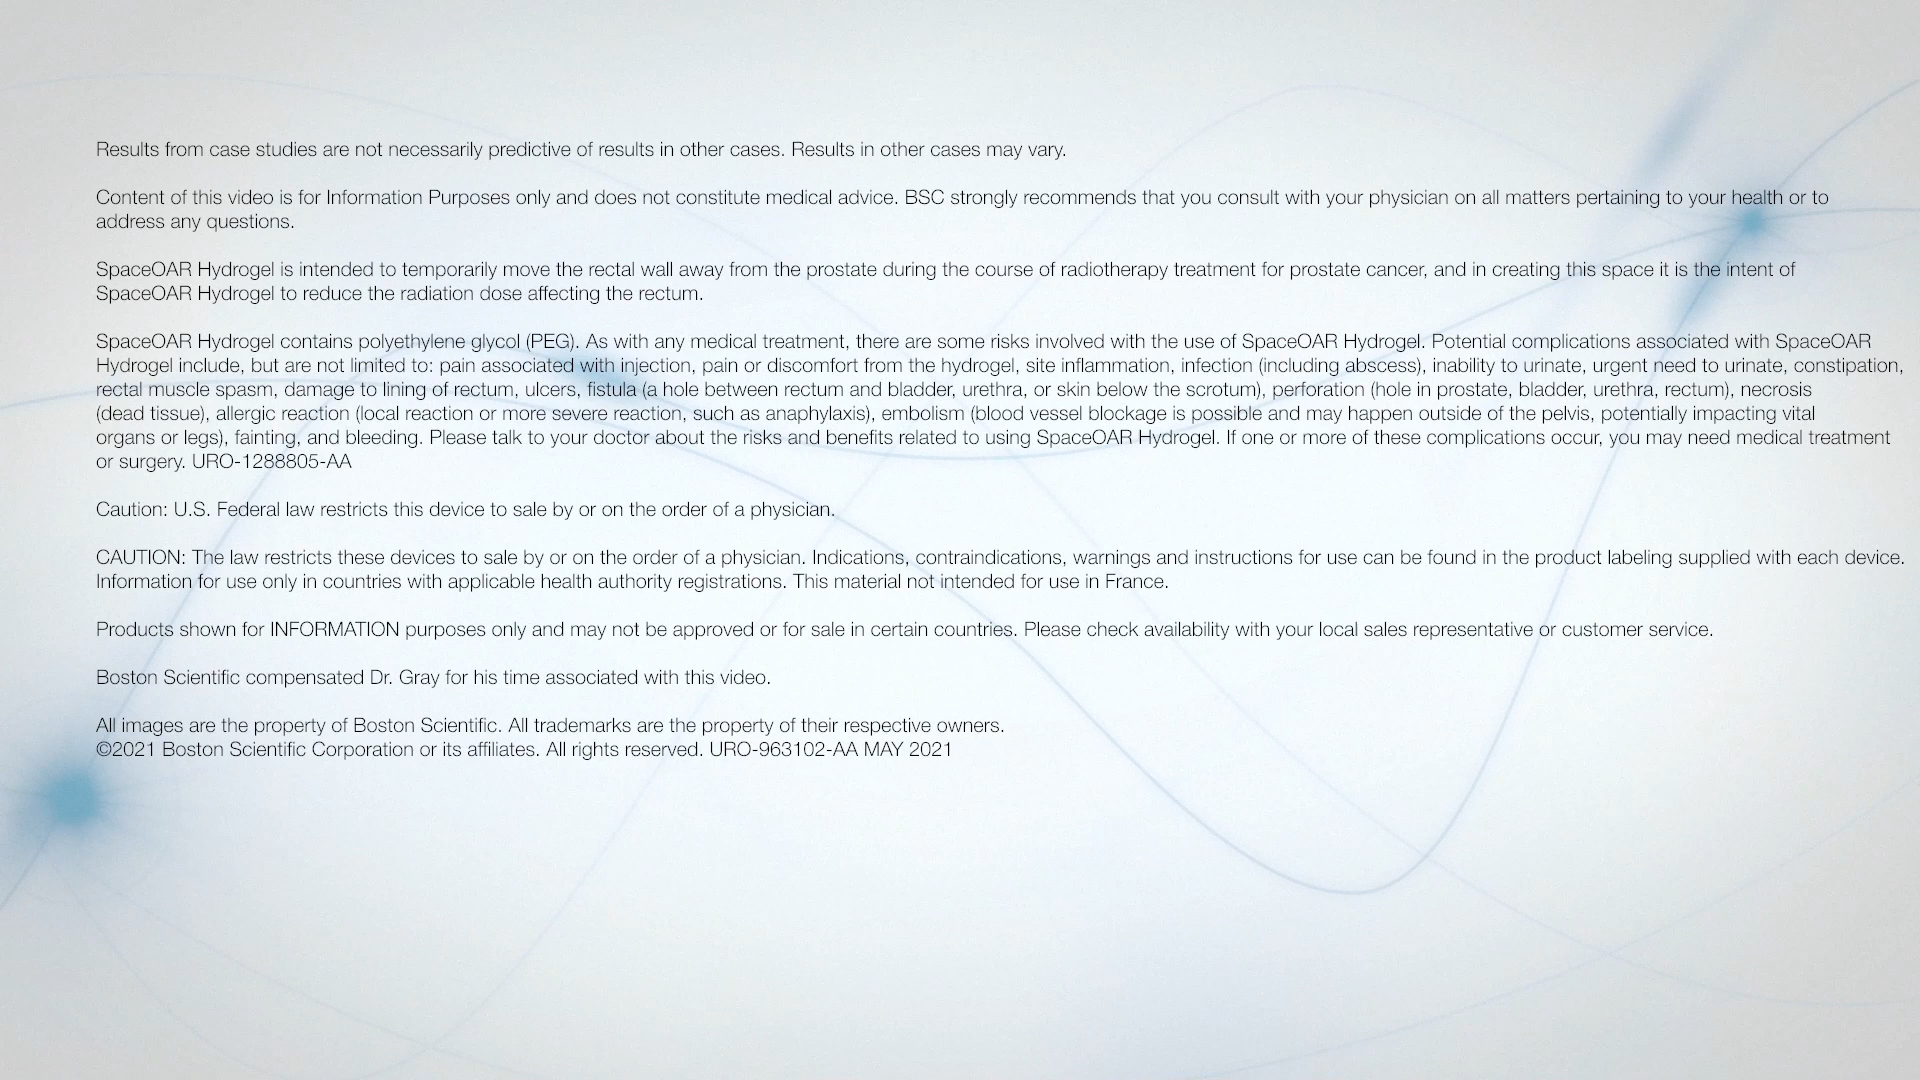 Results from case studies are not necessarily predictive of results in other cases. Results in other cases may vary.
Content of this video is for Information Purposes only and does not constitute medical advice. BSC strongly recommends that you consult with your physician on all matters pertaining to your health or to
address any questions.
SpaceOAR Hydrogel is intended to temporarily move the rectal wall away from the prostate during the course of radiotherapy treatment for prostate cancer, and in creating this space it is the intent of
SpaceOAR Hydrogel to reduce the radiation dose affecting the rectum.
SpaceOAR Hydrogel contains polyethylene glycol (PEG). As with any medical treatment, there are some risks involved with the use of SpaceOAR Hydrogel. Potential complications associated with SpaceOAR
Hydrogel include, but are not limited to: pain associated with injection, pain or discomfort from the hydrogel, site inflammation, infection (including abscess), inability to urinate, urgent need to urinate, constipation,
rectal muscle spasm, damage to lining of rectum, ulcers, fistula (a hole between rectum and bladder, urethra, or skin below the scrotum), perforation (hole in prostate, bladder, urethra, rectum), necrosis
(dead tissue), allergic reaction (local reaction or more severe reaction, such as anaphylaxis), embolism (blood vessel blockage is possible and may happen outside of the pelvis, potentially impacting vital
organs or legs), fainting, and bleeding. Please talk to your doctor about the risks and benefits related to using SpaceOAR Hydrogel. If one or more of these complications occur, you may need medical treatment
or surgery. URO-1288805-AA
Caution: U.S. Federal law restricts this device to sale by or on the order of a physician.
CAUTION: The law restricts these devices to sale by or on the order of a physician. Indications, contraindications, warnings and instructions for use can be found in the product labeling supplied with each device.
Information for use only in countries with applicable health authority registrations. This material not intended for use in France.
Products shown for INFORMATION purposes only and may not be approved or for sale in certain countries. Please check availability with your local sales representative or customer service.
Boston Scientific compensated Dr. Gray for his time associated with this video.
All images are the property of Boston Scientific. All trademarks are the property of their respective owners.
©2021 Boston Scientific Corporation or its affiliates. All rights reserved. URO-963102-AA MAY 2021